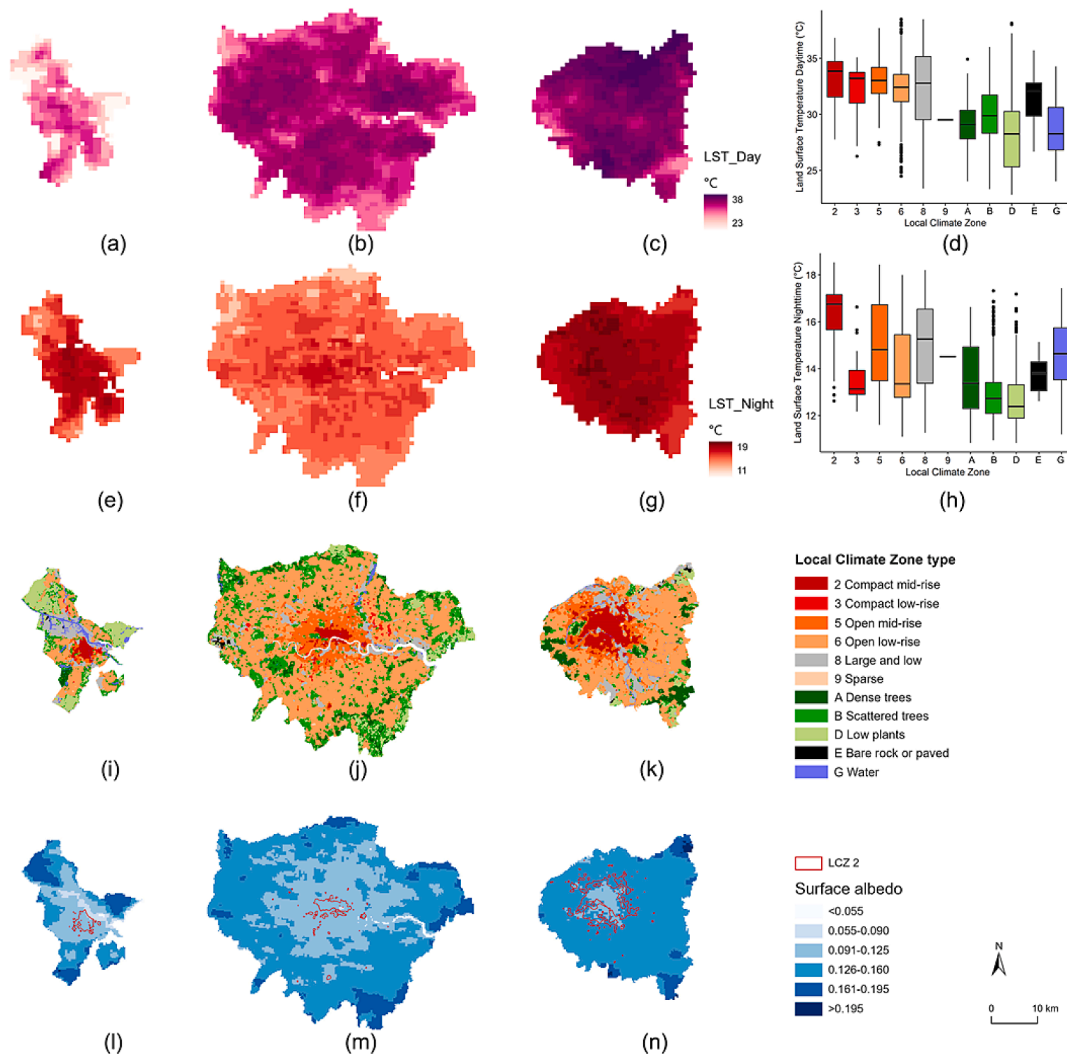 LST_Day
°C
38
23
(a)
(b)
(c)
Land Surface Temperature Daytime (°C)
35
30
25
2 3 5 6 8 9 A B D E G
Local Climate Zone
(d)
LST_Night
°C
19
11
(e)
(f)
(g)
Land Surface Temperature Nighttime (°C)
18
16
14
12
2 3 5 6 8 9 A B D E G
Local Climate Zone
(h)
Local Climate Zone type
2 Compact mid-rise
3 Compact low-rise
5 Open mid-rise
6 Open low-rise
8 Large and low
9 Sparse
A Dense trees
B Scattered trees
D Low plants
E Bare rock or paved
G Water
(i)
(j)
(k)
LCZ 2
Surface albedo
<0.055
0.055-0.090
0.091-0.125
0.126-0.160
0.161-0.195
>0.195
N
0 10 km
(l)
(m)
(n)